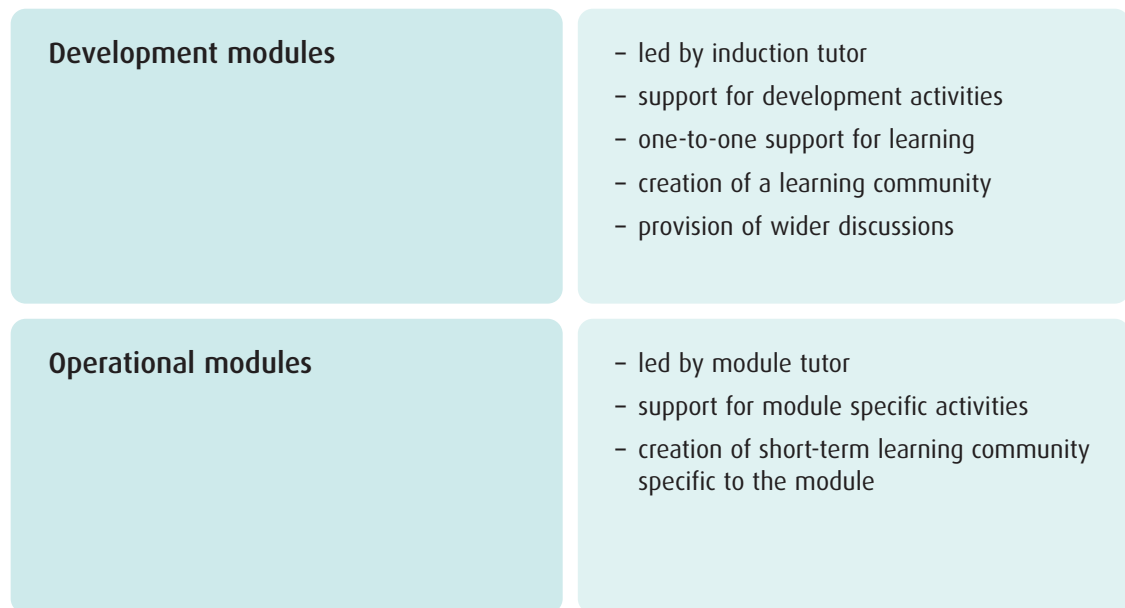 Development modules
– led by induction tutor
– support for development activities
– one-to-one support for learning
– creation of a learning community
– provision of wider discussions
Operational modules
– led by module tutor
– support for module specific activities
– creation of short-term learning community
specific to the module